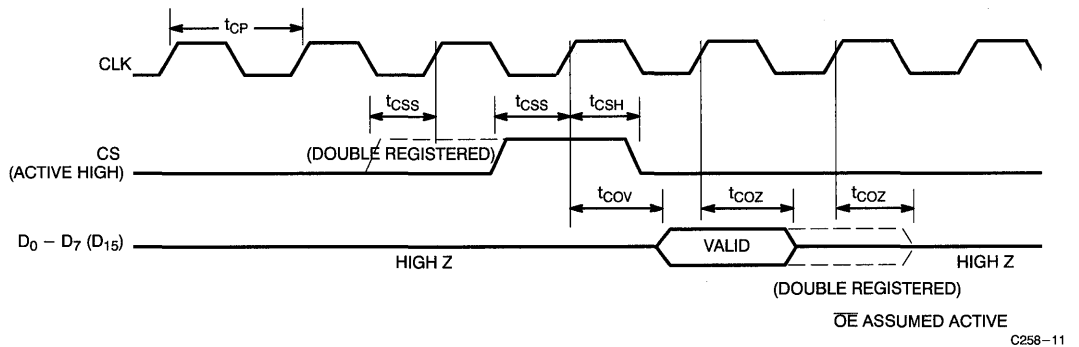 tCP
CLK
tCSS
tCSS
tCSH
CS
(ACTIVE HIGH)
(DOUBLE REGISTERED)
tCOV
tCOZ
tCOZ
D0 – D7 (D15)
VALID
HIGH Z
HIGH Z
(DOUBLE REGISTERED)
OE ASSUMED ACTIVE
C258–11